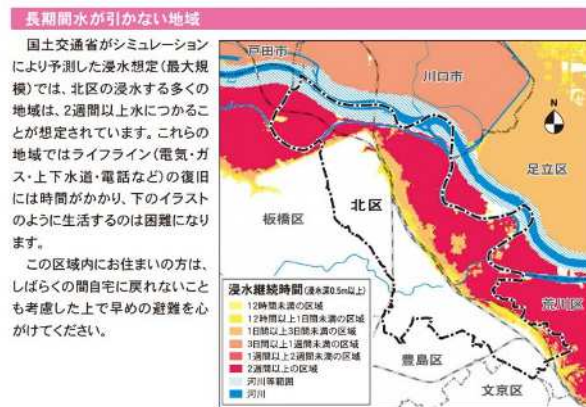 長期間水が引かない地域
国土交通省がシミュレーション
により予測した浸水想定(最大規
模)では、北区の浸水する多くの
地域は、2週間以上水につかるこ
とが想定されています。これらの
地域ではライフライン(電気・ガ
ス・上下水道・電話など)の復旧
には時間がかかり、下のイラスト
のように生活するのは困難になり
ます。
この区域内にお住まいの方は、
しばらくの間自宅に戻れないこと
も考慮した上で早めの避難を心
がけてください。
戸田市
川口市
N
足立区
北区
板橋区
荒川区
豊島区
文京区
浸水継続時間(浸水深0.5m以上)
12時間未満の区域
12時間以上1日間未満の区域
1日間以上3日間未満の区域
3日間以上1週間未満の区域
1週間以上2週間未満の区域
2週間以上の区域
河川等範囲
河川